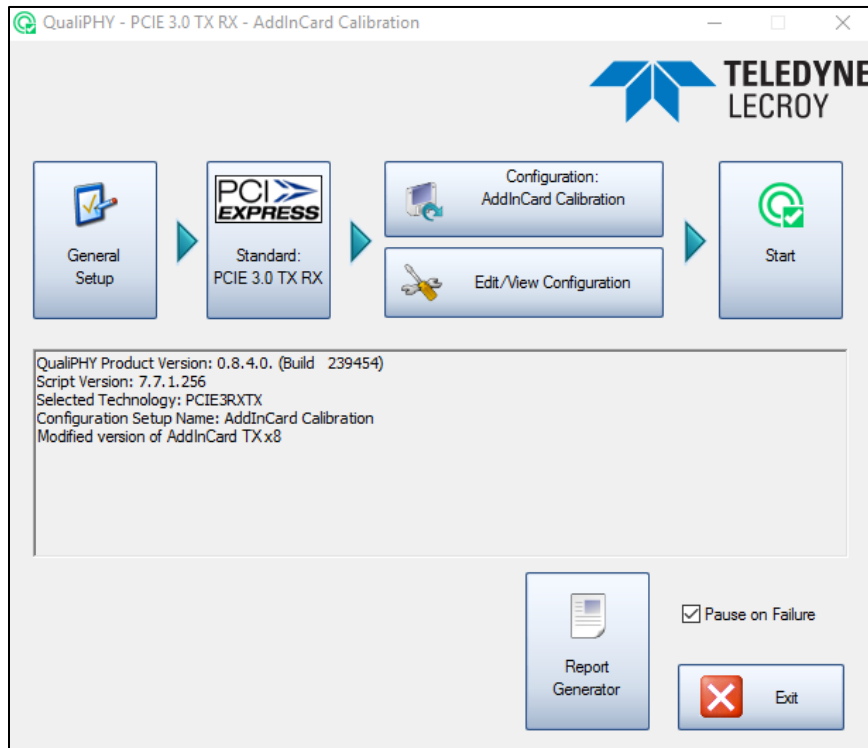 QualiPHY - PCIE 3.0 TX RX - AddInCard Calibration
TELEDYNE
LECROY
General
Setup
PCI
EXPRESS
Standard:
PCIE 3.0 TX RX
Configuration:
AddInCard Calibration
Edit/View Configuration
Start
QualiPHY Product Version: 0.8.4.0. (Build   239454)
Script Version: 7.7.1.256
Selected Technology: PCIE3RXTX
Configuration Setup Name: AddInCard Calibration
Modified version of AddInCard TX x8
Report
Generator
Pause on Failure
Exit